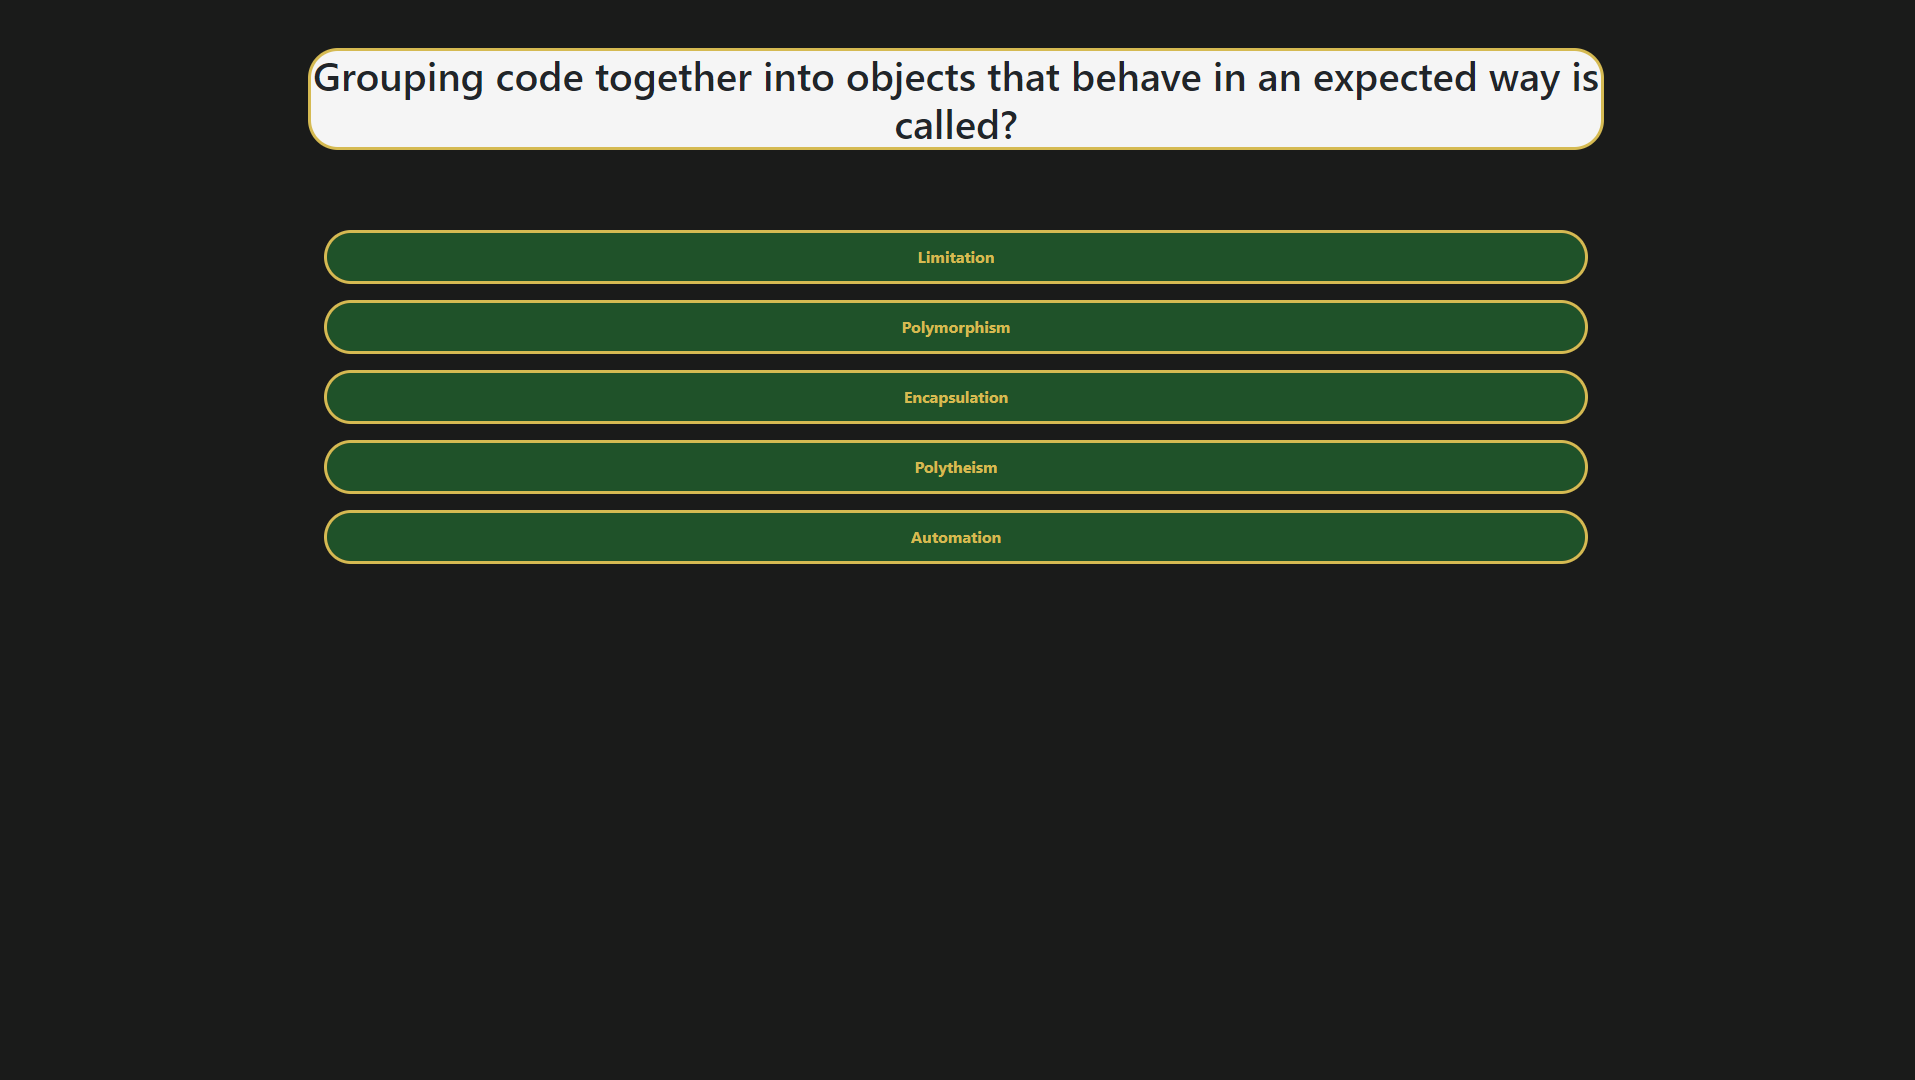 Grouping code together into objects that behave in an expected way is
called?
Limitation
Polymorphism
Encapsulation
Polytheism
Automation